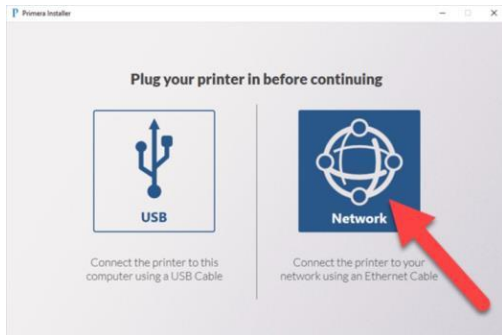 Primera Installer
Plug your printer in before continuing
USB
Connect the printer to this
computer using a USB Cable
Network
Connect the printer to your
network using an Ethernet Cable